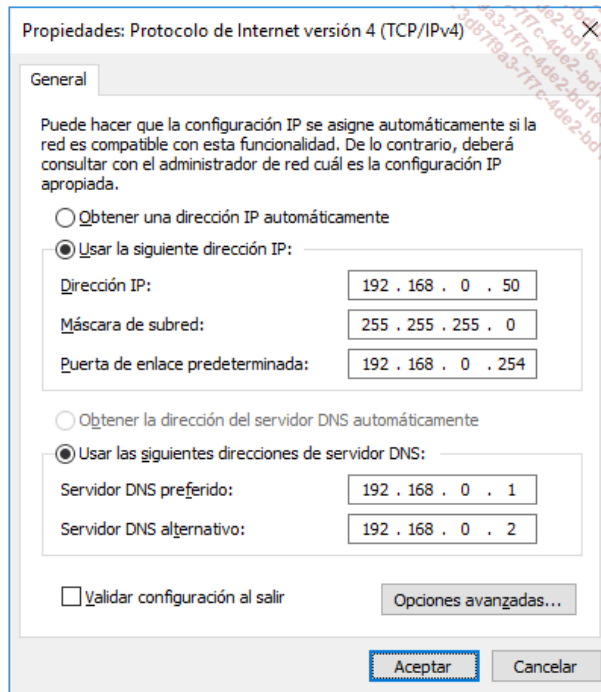 Propiedades: Protocolo de Internet versión 4 (TCP/IPv4)
General
Puede hacer que la configuración IP se asigne automáticamente si la
red es compatible con esta funcionalidad. De lo contrario, deberá
consultar con el administrador de red cuál es la configuración IP
apropiada.
Obtener una dirección IP automáticamente
Usar la siguiente dirección IP:
Dirección IP: 192 . 168 . 0 . 50
Máscara de subred: 255 . 255 . 255 . 0
Puerta de enlace predeterminada: 192 . 168 . 0 . 254
Obtener la dirección del servidor DNS automáticamente
Usar las siguientes direcciones de servidor DNS:
Servidor DNS preferido: 192 . 168 . 0 . 1
Servidor DNS alternativo: 192 . 168 . 0 . 2
Validar configuración al salir
Opciones avanzadas...
Aceptar
Cancelar